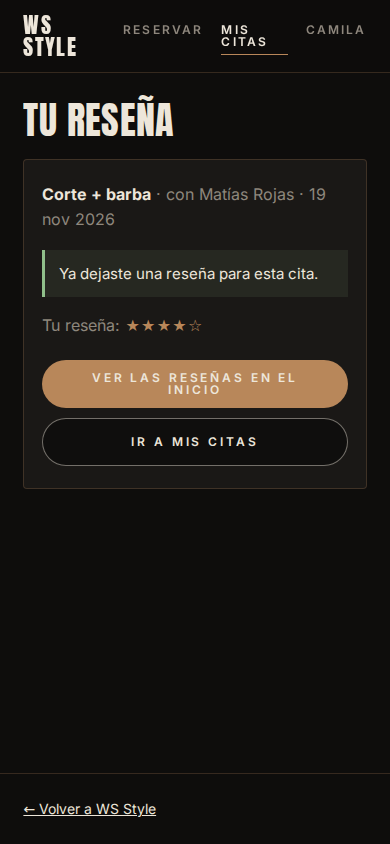 WS
STYLE
RESERVAR
MIS
CITAS
CAMILA
TU RESEÑA
Corte + barba · con Matías Rojas · 19
nov 2026
Ya dejaste una reseña para esta cita.
Tu reseña: ★★★★☆
VER LAS RESEÑAS EN EL
INICIO
IR A MIS CITAS
← Volver a WS Style